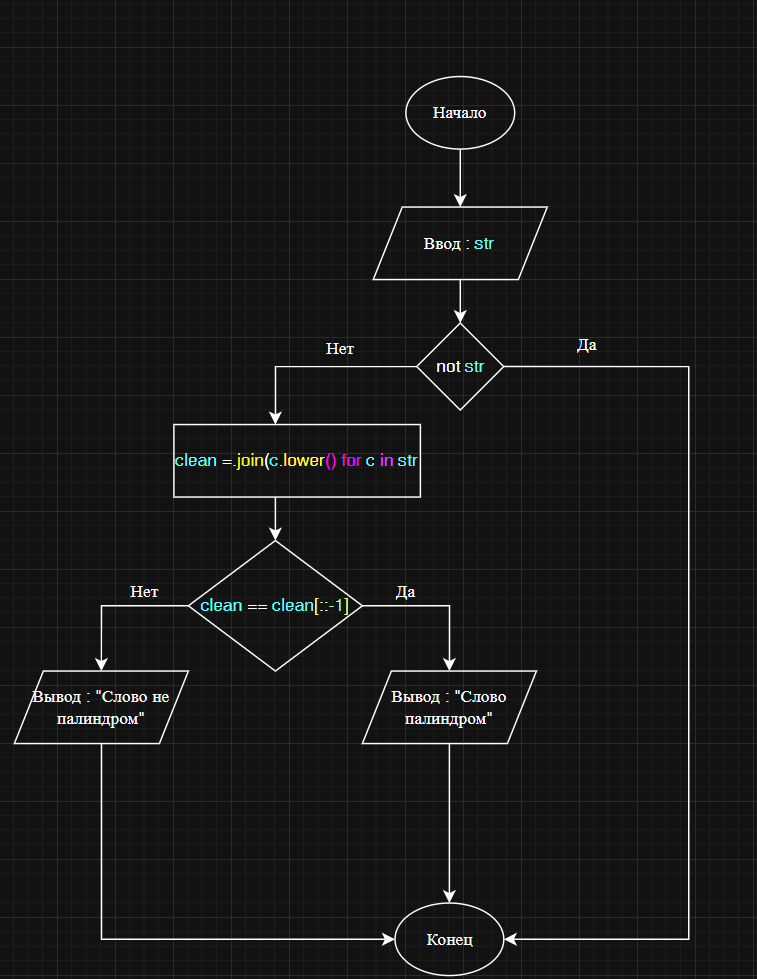 Начало
Ввод : str
Нет
Да
not str
clean =.join(c.lower() for c in str
Нет
Да
clean == clean[::-1]
Вывод : "Слово не
палиндром"
Вывод : "Слово
палиндром"
Конец